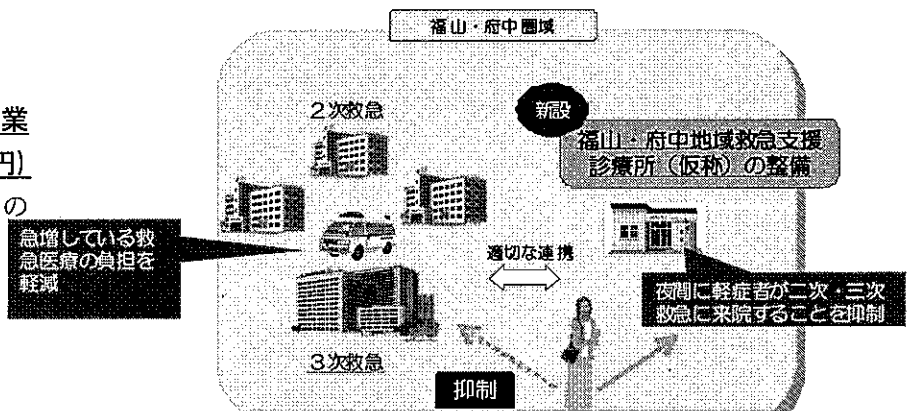 福山・府中圏域
業
円)
の
2次救急
新設
福山・府中地域救急支援
診療所（仮称）の整備
急増している救
急医療の負担を
軽減
適切な連携
夜間に軽症者が二次・三次
救急に来院することを抑制
3次救急
抑制